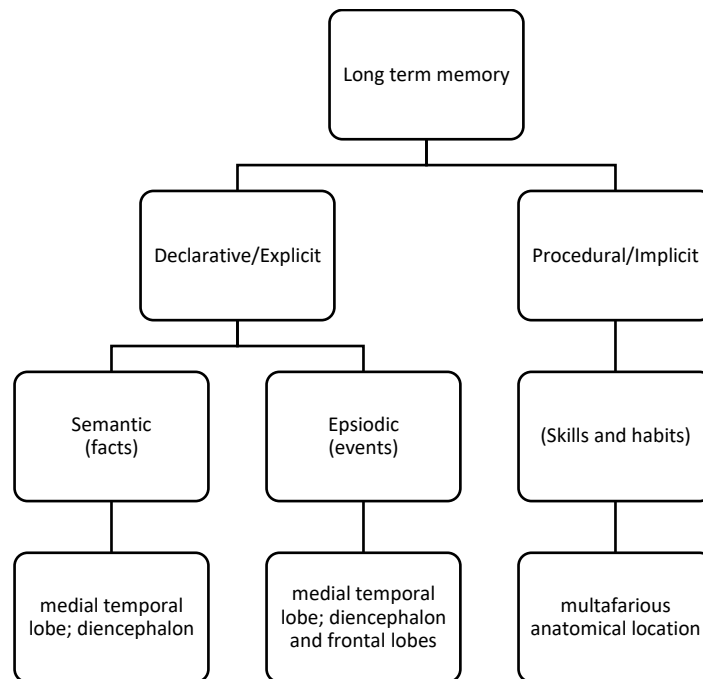 Long term memory
Declarative/Explicit
Procedural/Implicit
Semantic
(facts)
Epsiodic
(events)
(Skills and habits)
medial temporal
lobe; diencephalon
medial temporal
lobe; diencephalon
and frontal lobes
multafarious
anatomical location